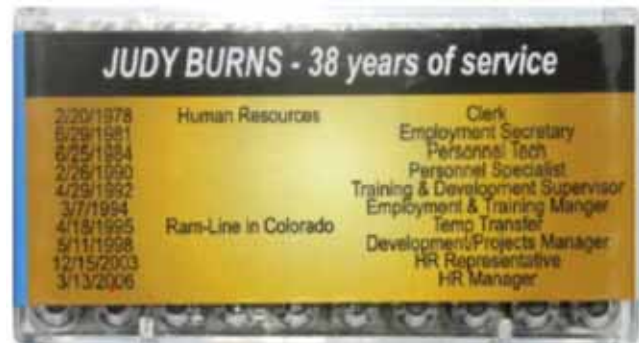 JUDY BURNS - 38 years of service
2/20/1978 Human Resources Clerk
6/29/1981 Employment Secretary
6/25/1984 Personnel Tech
2/26/1990 Personnel Specialist
4/29/1992 Training & Development Supervisor
3/7/1994 Employment & Training Manger
4/18/1995 Ram-Line in Colorado Temp Transfer
5/11/1998 Development/Projects Manager
12/15/2003 HR Representative
3/13/2006 HR Manager